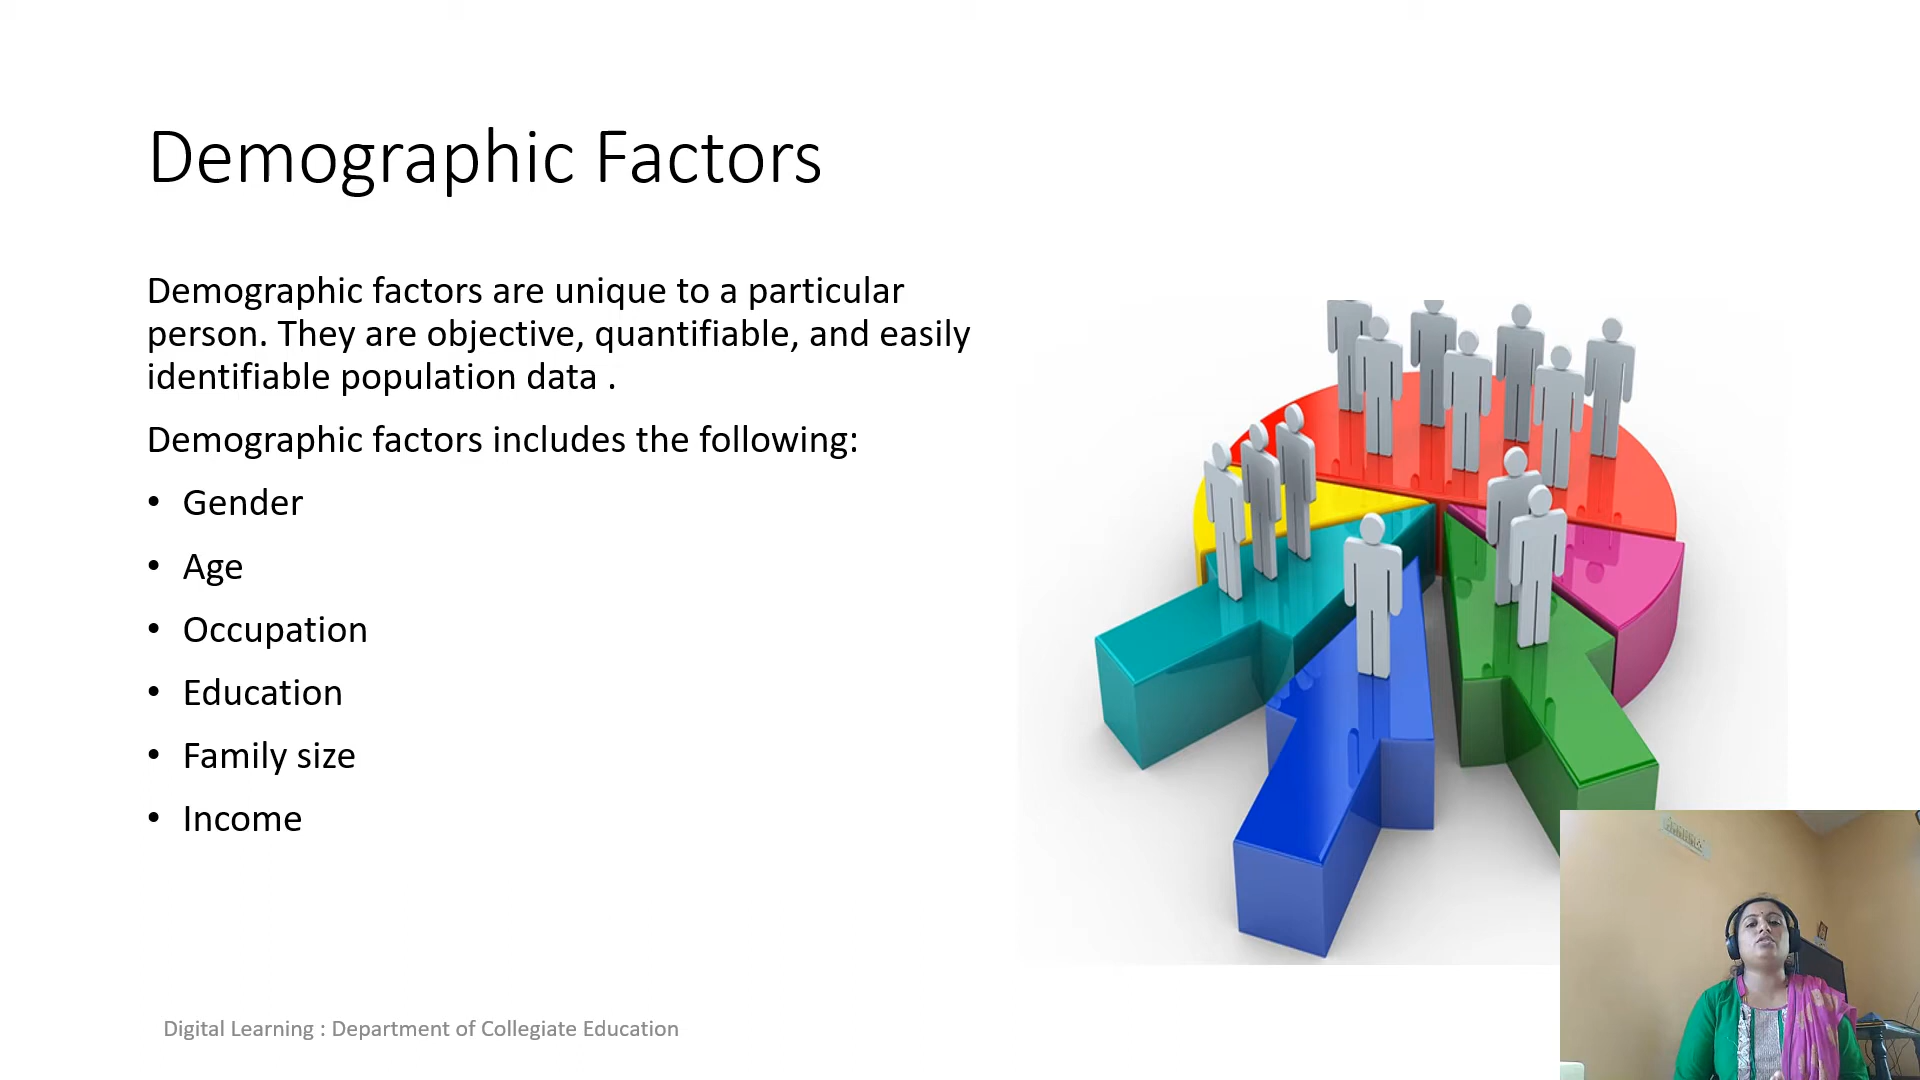 Demographic Factors
Demographic factors are unique to a particular
person. They are objective, quantifiable, and easily
identifiable population data .
Demographic factors includes the following:
• Gender
• Age
• Occupation
• Education
• Family size
• Income
Digital Learning : Department of Collegiate Education